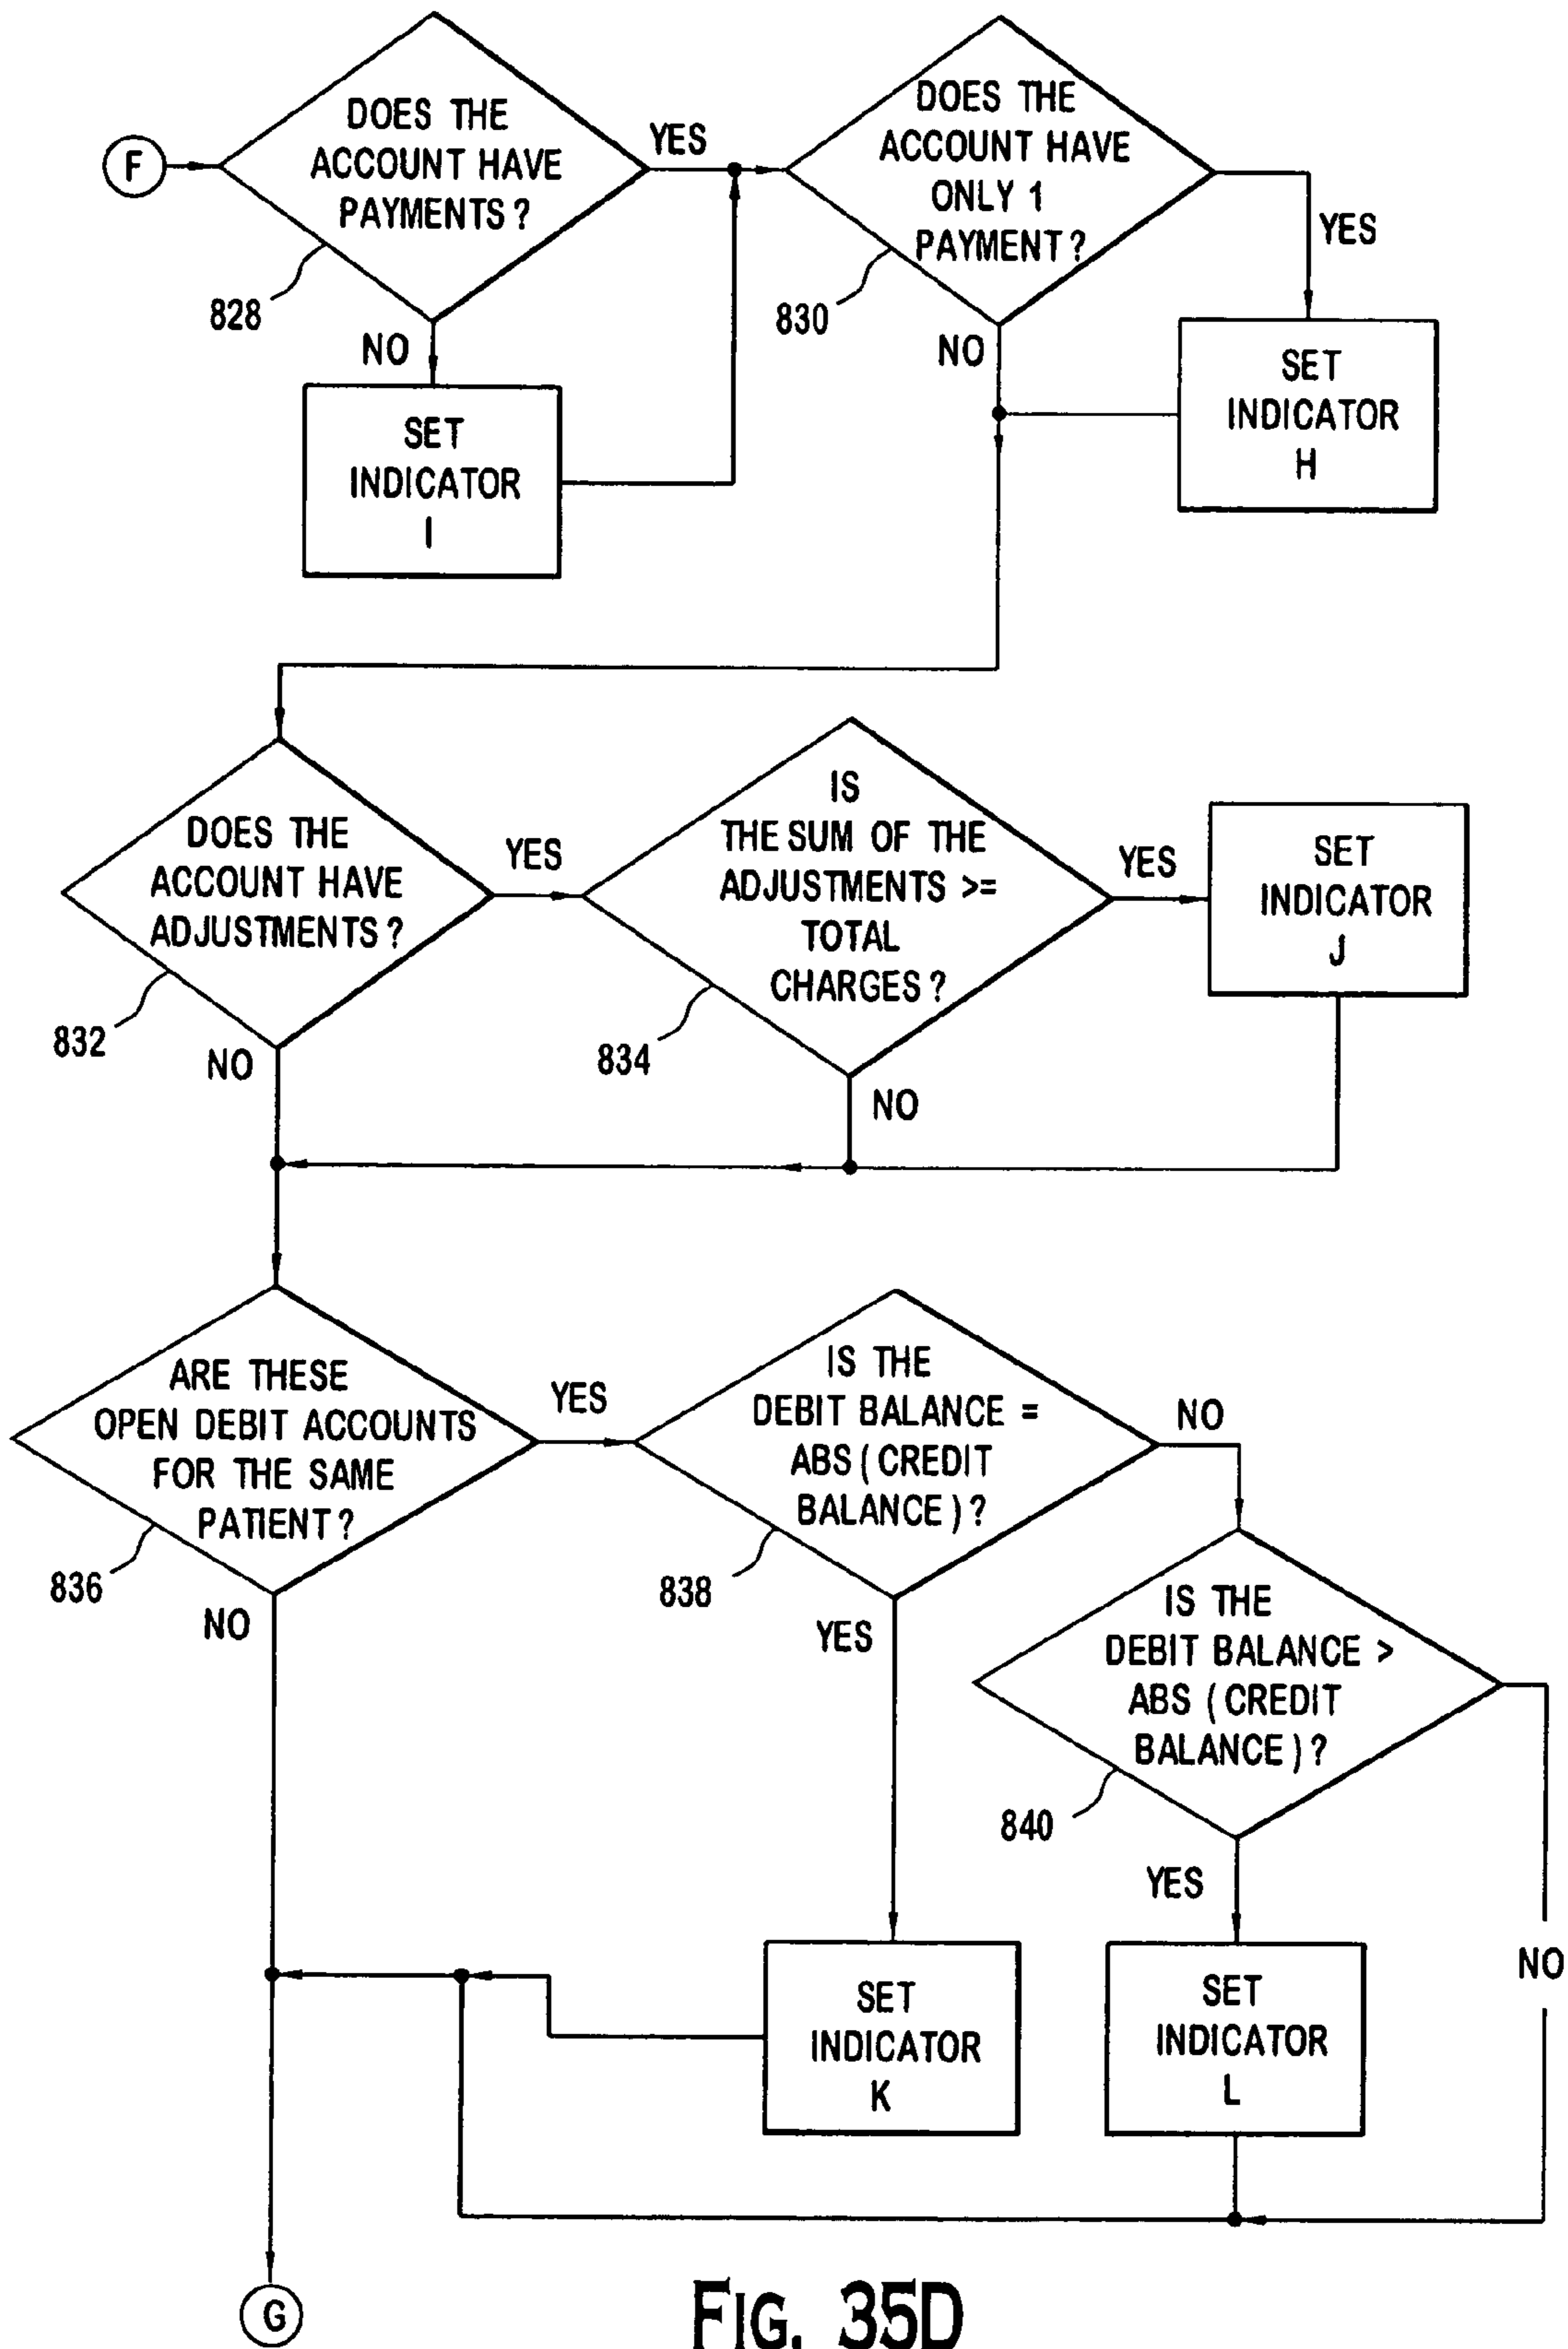 F
DOES THE
ACCOUNT HAVE
PAYMENTS?
828
YES
NO
SET
INDICATOR
I
DOES THE
ACCOUNT HAVE
ONLY 1
PAYMENT?
830
YES
NO
SET
INDICATOR
H
DOES THE
ACCOUNT HAVE
ADJUSTMENTS?
832
YES
NO
IS
THE SUM OF THE
ADJUSTMENTS >=
TOTAL
CHARGES?
834
YES
NO
SET
INDICATOR
J
ARE THESE
OPEN DEBIT ACCOUNTS
FOR THE SAME
PATIENT?
836
YES
NO
IS THE
DEBIT BALANCE =
ABS (CREDIT
BALANCE)?
838
NO
YES
IS THE
DEBIT BALANCE >
ABS (CREDIT
BALANCE)?
840
YES
NO
SET
INDICATOR
K
SET
INDICATOR
L
G
FIG. 35D